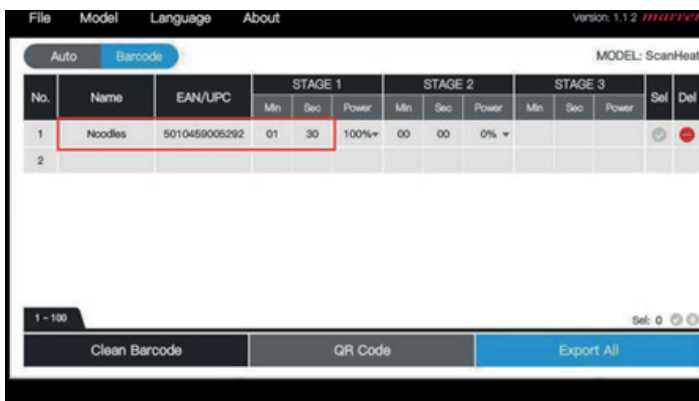 File Model Language About Version: 1.1.2 marren
Auto Barcode MODEL: ScanHeat
No. Name EAN/UPC STAGE 1 STAGE 2 STAGE 3 Sel Del
Min Sec Power Min Sec Power Min Sec Power
1 Noodles 5010459005292 01 30 100% 00 00 0%
2
1 ~ 100 Sel: 0
Clean Barcode QR Code Export All